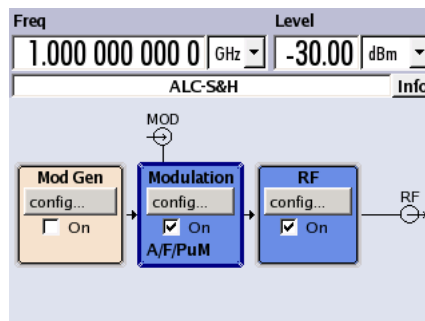 Freq Level
1.000 000 000 0 GHz -30.00 dBm
ALC-S&H Info
MOD
Mod Gen Modulation RF
config... config... config... RF
On On On
A/F/PuM